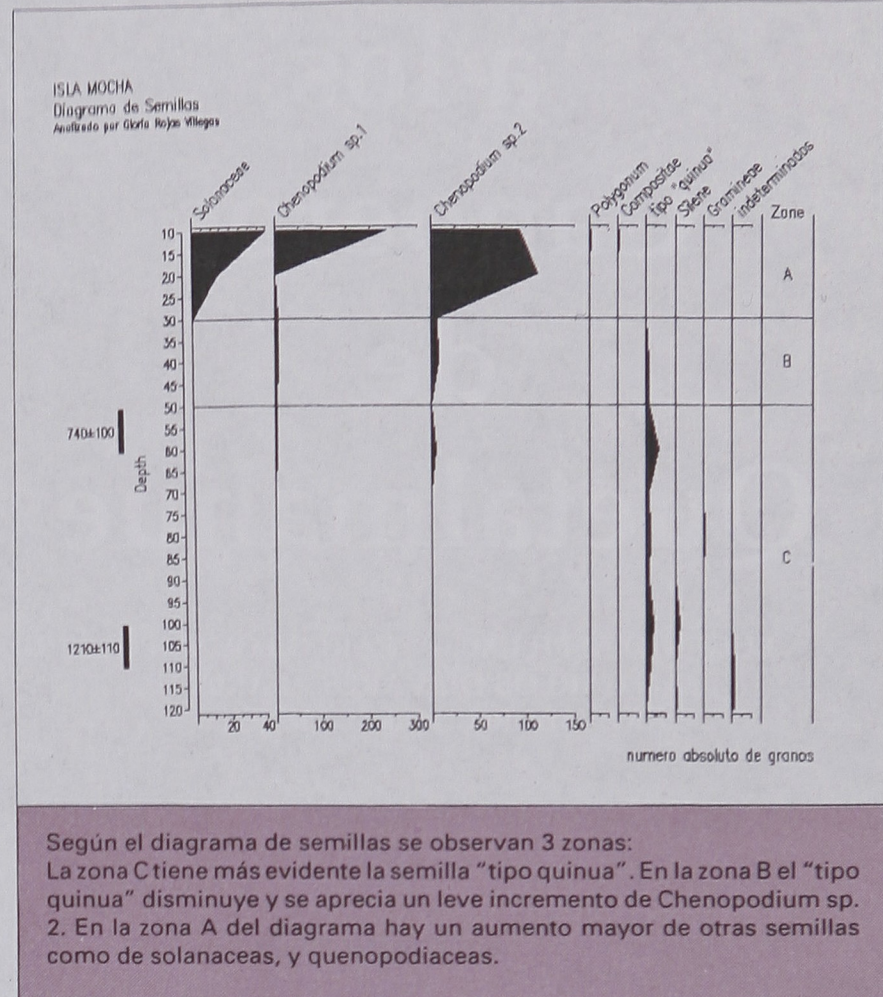 ISLA MOCHA
Diagrama de Semillas
Analizado por Gloria Rojas Villegas
Solanaceae
Chenopodium sp.1
Chenopodium sp.2
Polygonum
Compositae
tipo "quinua"
Silene
Gramineae
indeterminados
Zone
10
15
20
25
30
35
40
45
50
55
60
65
70
75
80
85
90
95
100
105
110
115
120
Depth
740±100
1210±110
A
B
C
20 40 100 200 300 50 100 150
numero absoluto de granos
Según el diagrama de semillas se observan 3 zonas:
La zona C tiene más evidente la semilla "tipo quinua". En la zona B el "tipo
quinua" disminuye y se aprecia un leve incremento de Chenopodium sp.
2. En la zona A del diagrama hay un aumento mayor de otras semillas
como de solanaceas, y quenopodiaceas.